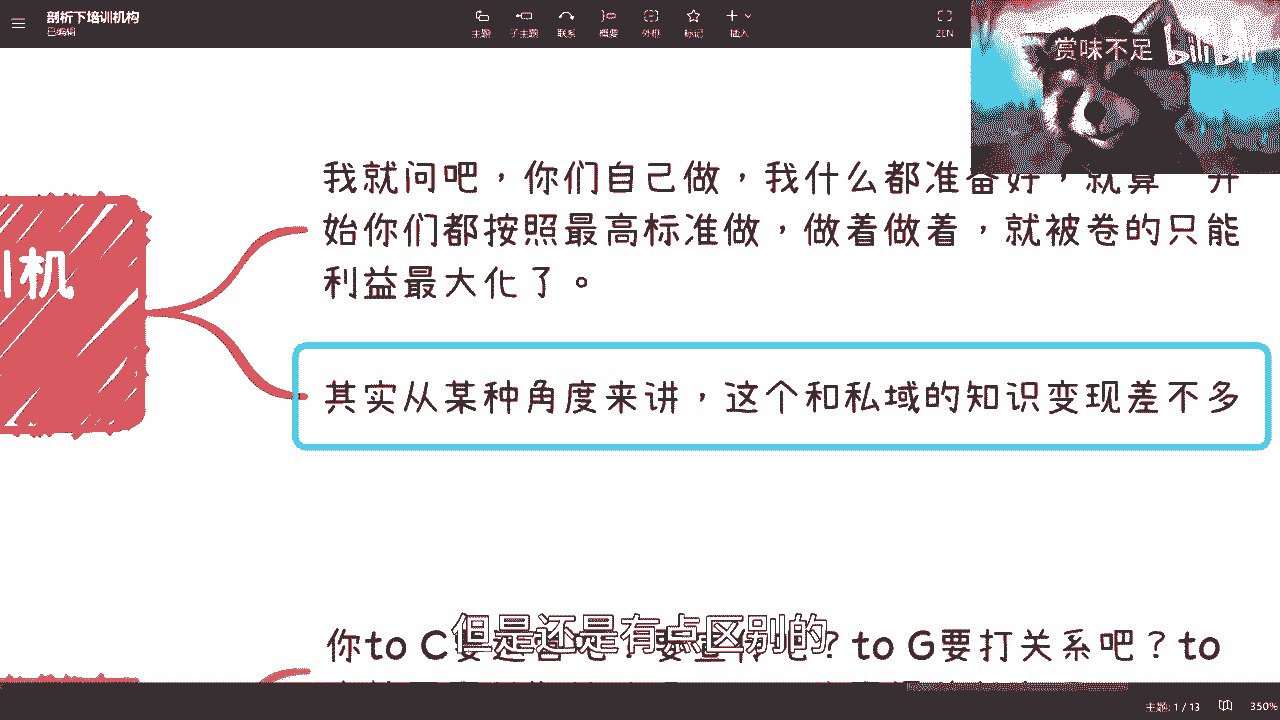 剖析下培训机构
已编辑
主题 子主题 联系 概要 外框 标记 插入 ZEN
赏味不足 bilibili
我就问吧，你们自己做，我什么都准备好，就算一开
始你们都按照最高标准做，做着做着，就被卷的只能
利益最大化了。
训机
其实从某种角度来讲，这个和私域的知识变现差不多
但是还是有点区别的
你to C要 ？to G要打关系吧？to
主题: 1 / 13 350%